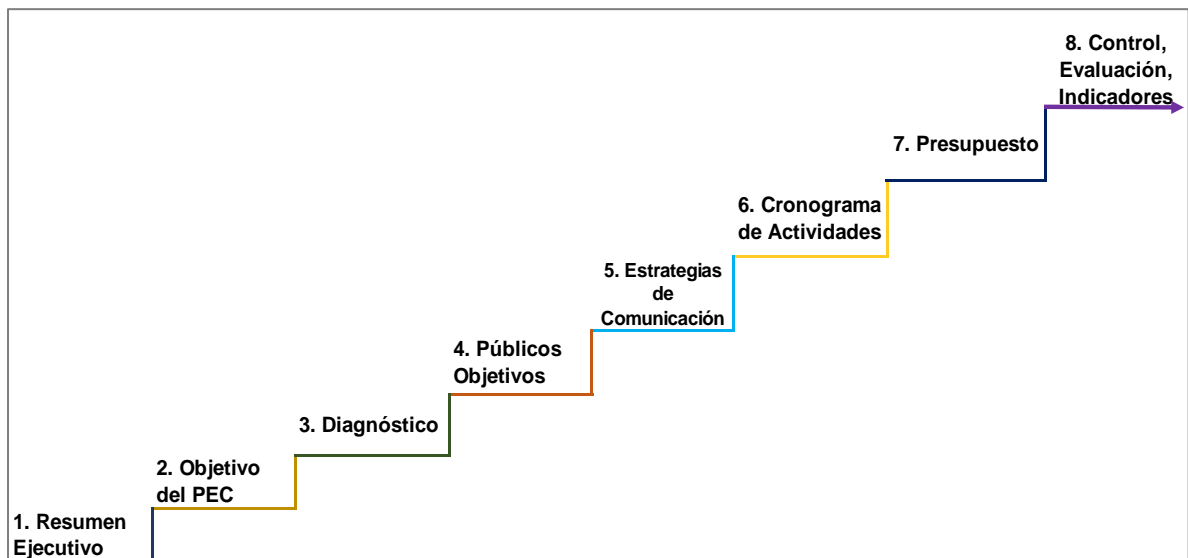 1. Resumen
Ejecutivo
2. Objetivo
del PEC
3. Diagnóstico
4. Públicos
Objetivos
5. Estrategias
de
Comunicación
6. Cronograma
de Actividades
7. Presupuesto
8. Control,
Evaluación,
Indicadores